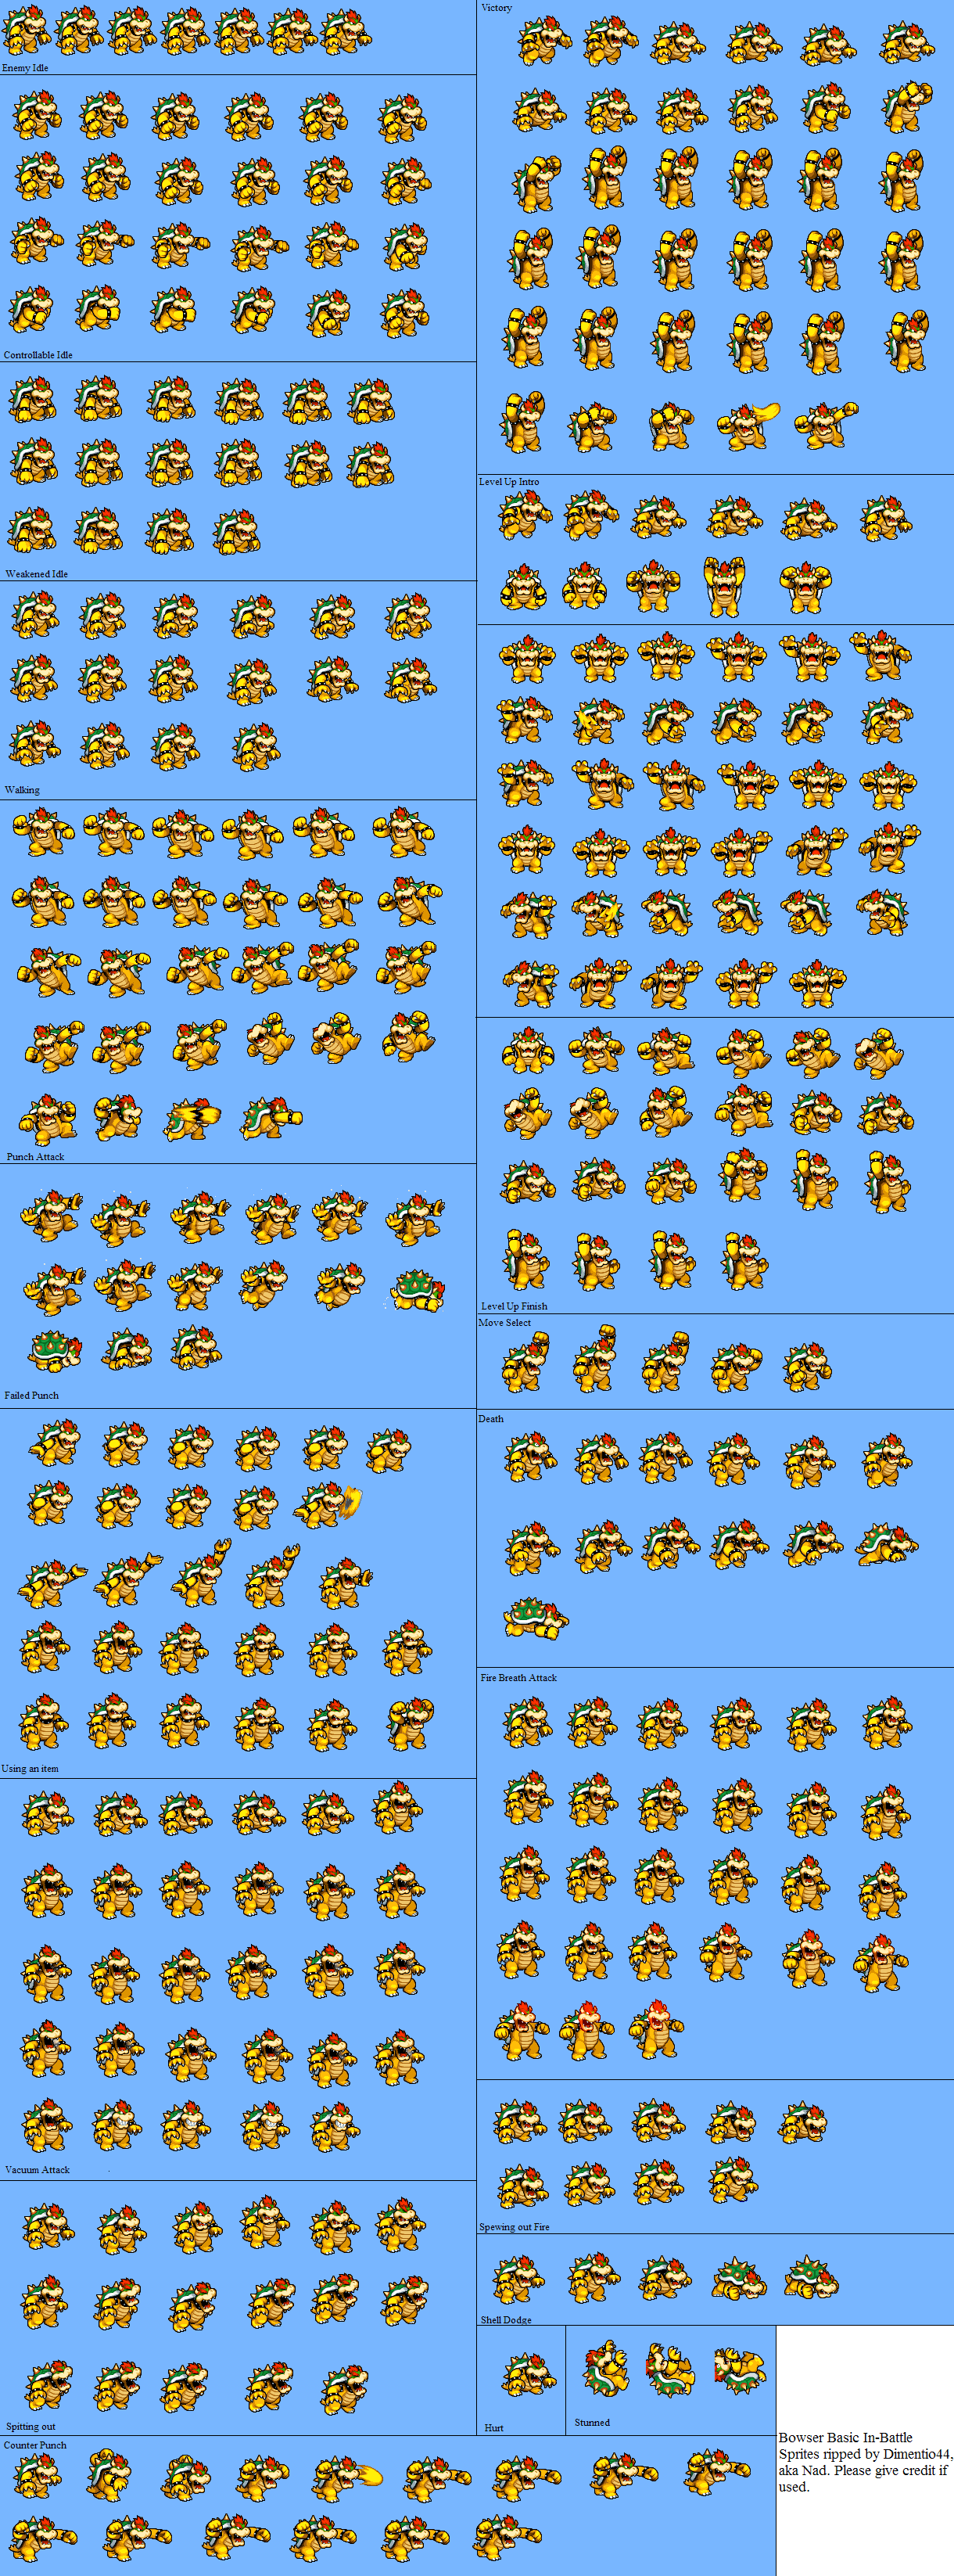 Enemy Idle
Controllable Idle
Weakened Idle
Walking
Punch Attack
Failed Punch
Using an item
Vacuum Attack
Spitting out
Counter Punch
Victory
Level Up Intro
Level Up Finish
Move Select
Death
Fire Breath Attack
Spewing out Fire
Shell Dodge
Hurt
Stunned
Bowser Basic In-Battle
Sprites ripped by Dimentio44,
aka Nad. Please give credit if
used.